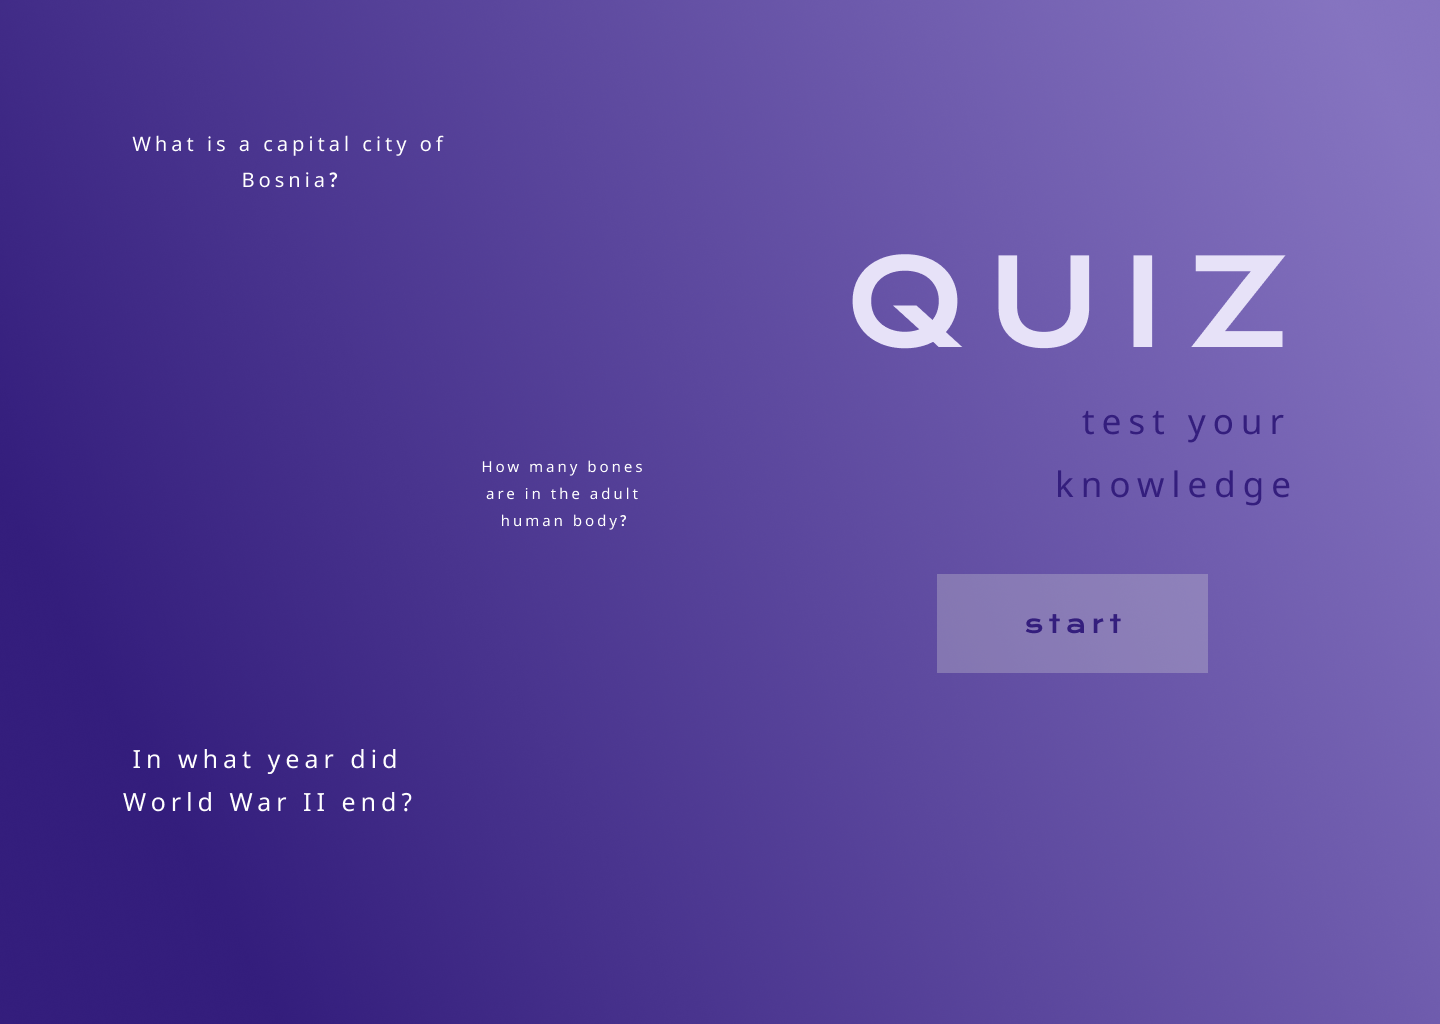 What is a capital city of
Bosnia?
QUIZ
test your
knowledge
How many bones
are in the adult
human body?
start
In what year did
World War II end?